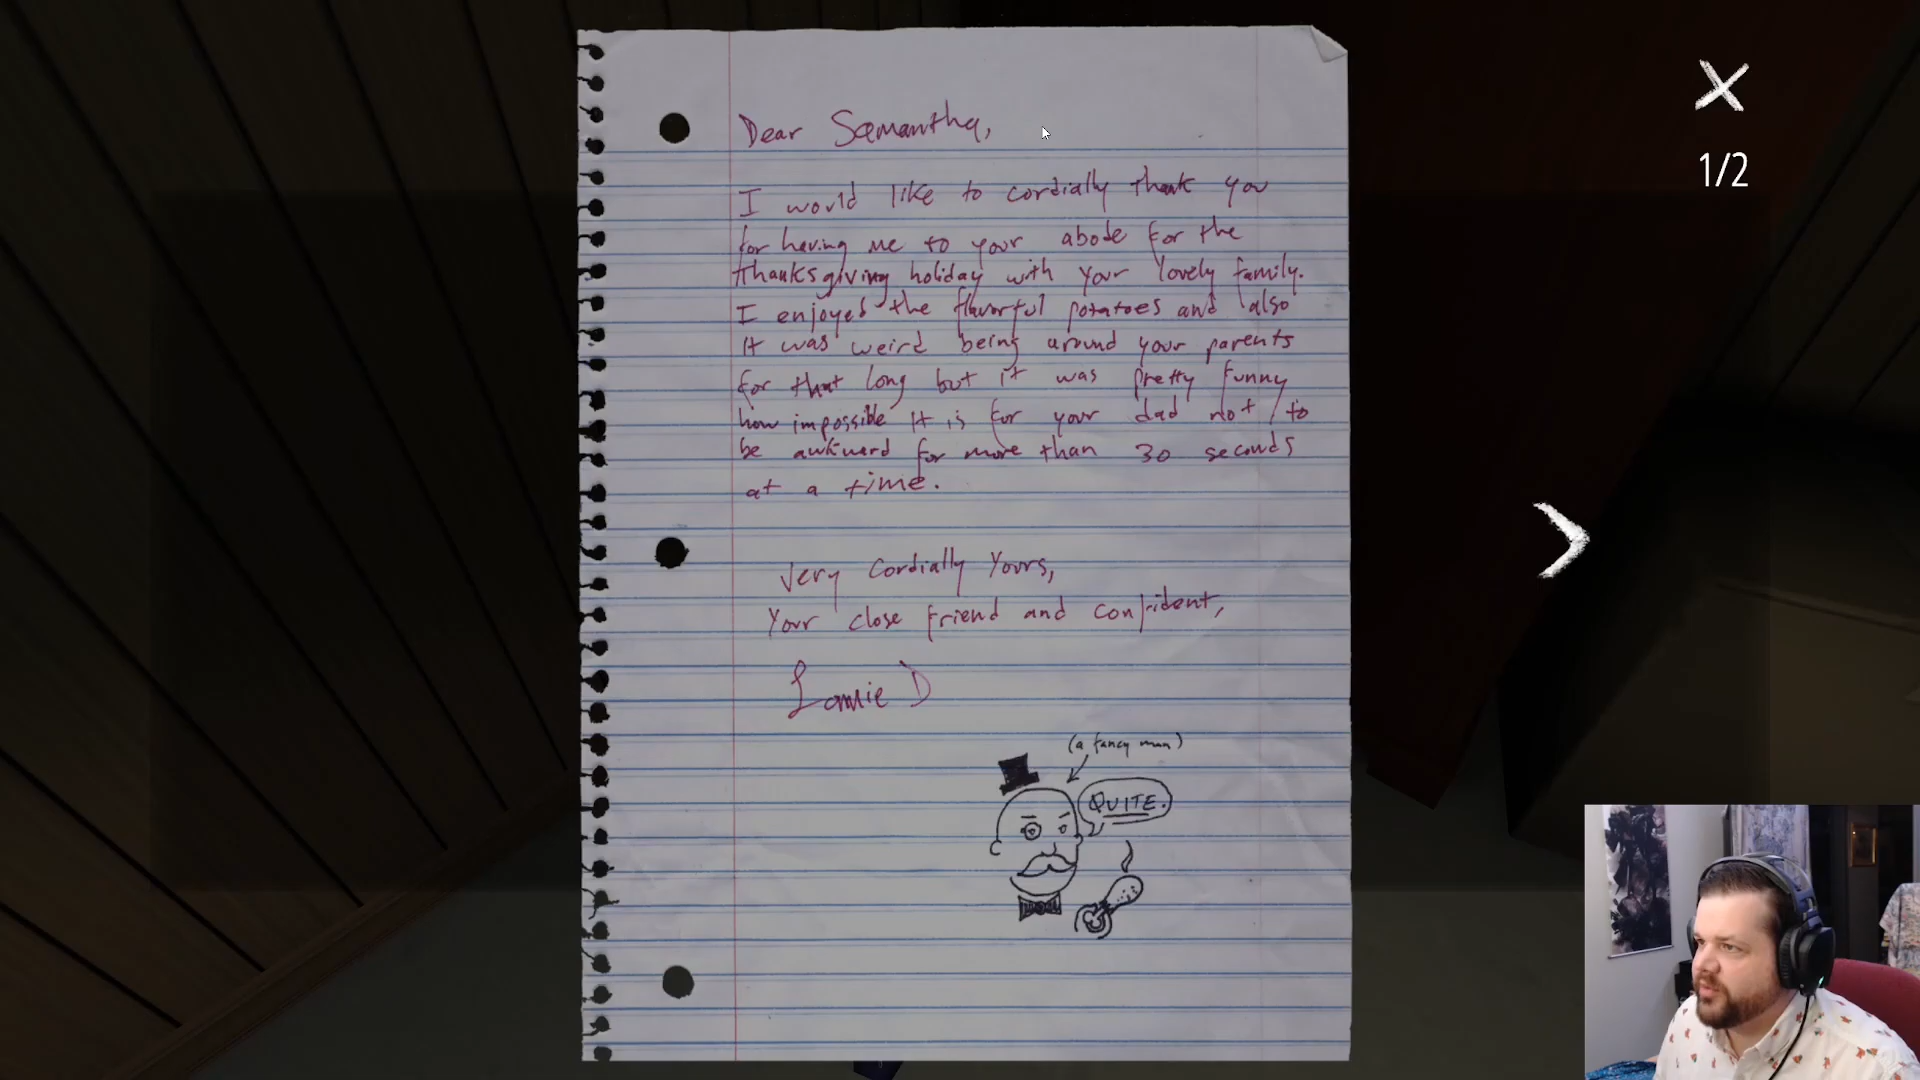 Dear Samantha,
I would like to cordially thank you
for having me to your abode for the
thanksgiving holiday with your lovely family.
I enjoyed the flavorful potatoes and also
it was weird being around your parents
for that long but it was pretty funny
how impossible it is for your dad not to
be awkward for more than 30 seconds
at a time.
Very Cordially Yours,
Your close friend and confident,
Lonnie D
(a fancy man)
QUITE.
1/2